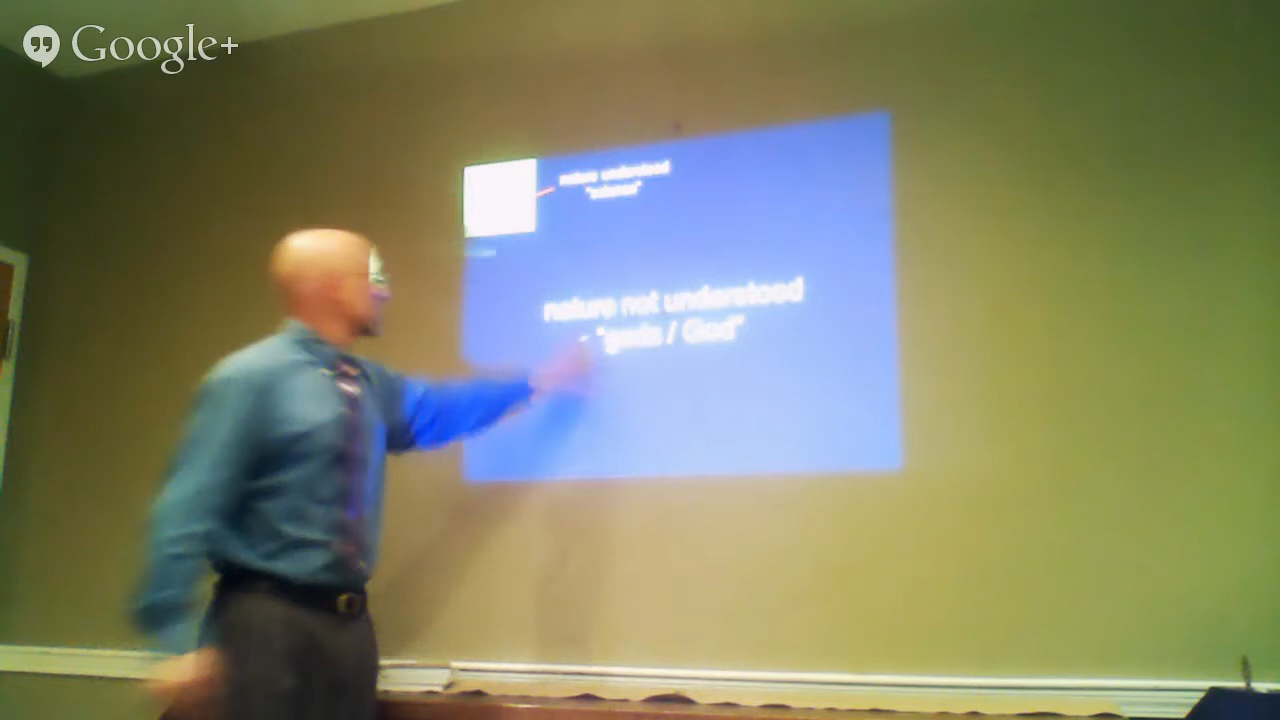 Google+
nature understood
"science"
nature not understood
"gods / God"